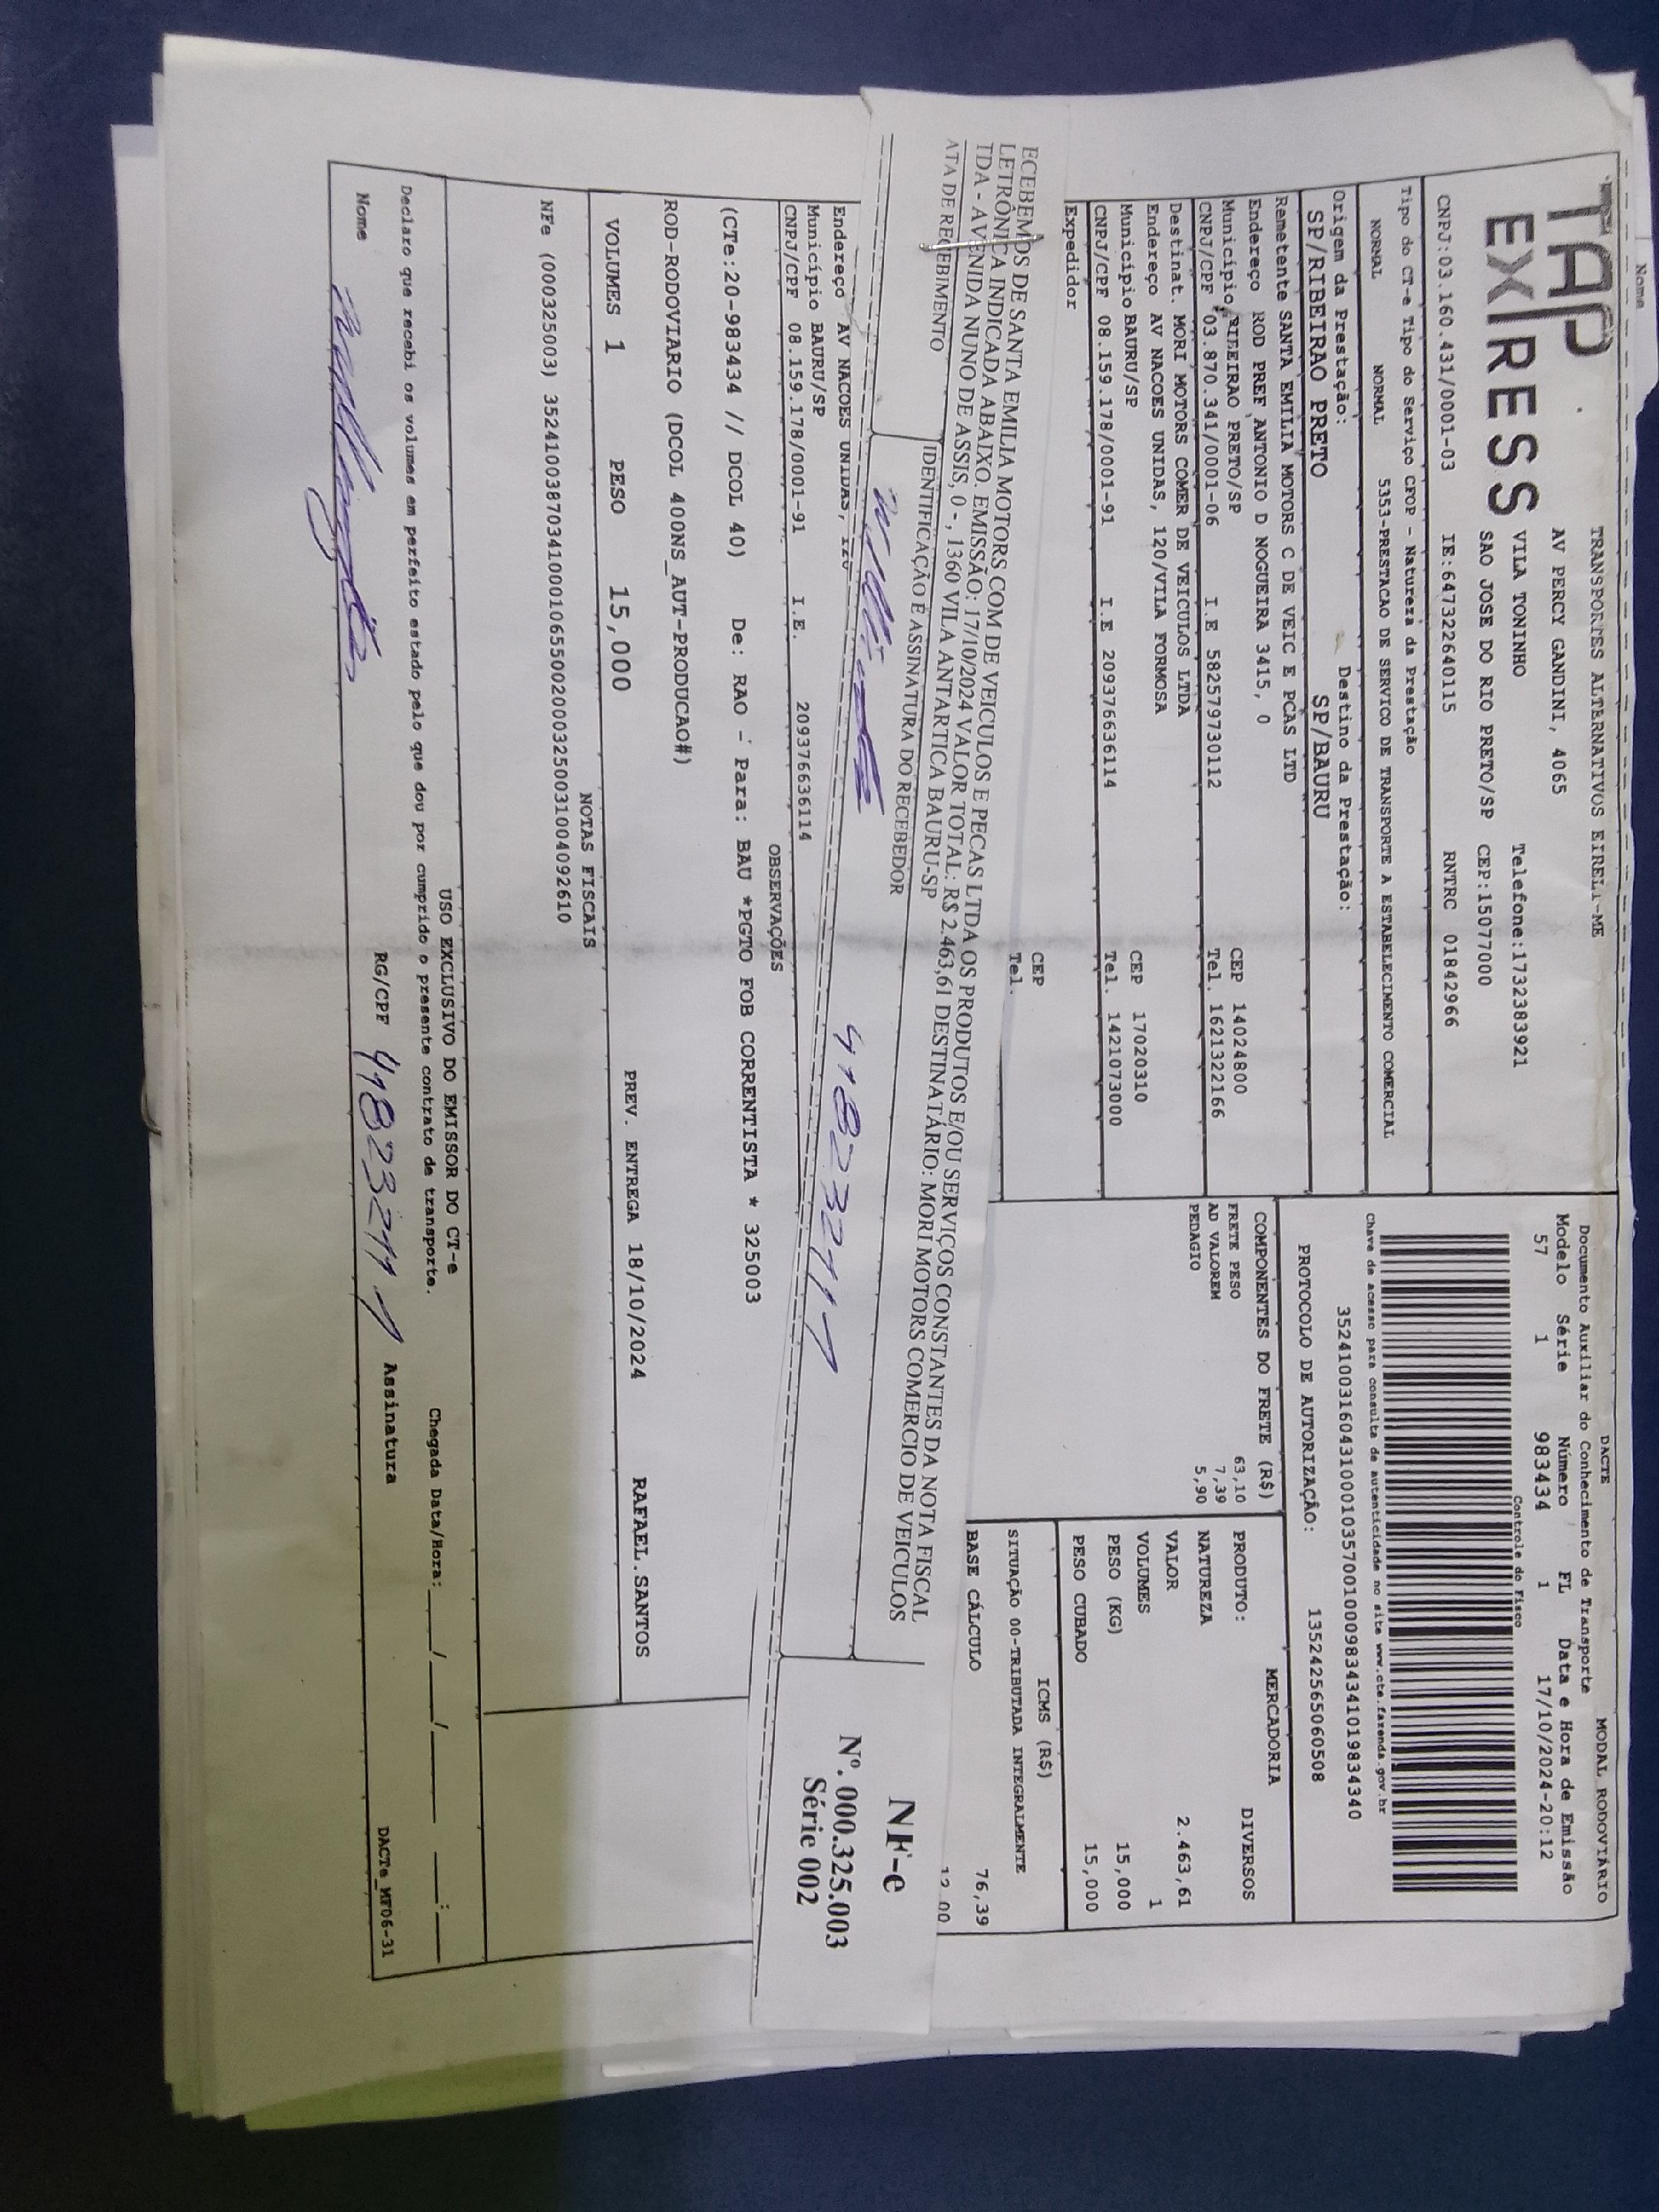 Nome
TAP
EXPRESS
TRANSPORTES ALTERNATIVOS EIRELI-ME
AV PERCY GANDINI, 4065
VILA TONINHO Telefone:1732383921
SAO JOSE DO RIO PRETO/SP CEP:15077000
CNPJ:03.160.431/0001-03 IE:647322640115 RNTRC 01842966
Tipo do CT-e Tipo do Serviço CFOP - Natureza da Prestação
NORMAL NORMAL 5353-PRESTACAO DE SERVICO DE TRANSPORTE A ESTABELECIMENTO COMERCIAL
Origem da Prestação: Destino da Prestação:
SP/RIBEIRAO PRETO SP/BAURU
Remetente SANTA EMILIA MOTORS C DE VEIC E PCAS LTD
Endereço ROD PREF ANTONIO D NOGUEIRA 3415, 0
Município RIBEIRAO PRETO/SP CEP 14024800
CNPJ/CPF 03.870.341/0001-06 I.E 582579730112 Tel. 1621322166
Destinat. MORI MOTORS COMER DE VEICULOS LTDA
Endereço AV NACOES UNIDAS, 120/VILA FORMOSA
Município BAURU/SP CEP 17020310
CNPJ/CPF 08.159.178/0001-91 I.E 209376636114 Tel. 1421073000
Expedidor
CEP
Tel.
DACTE MODAL RODOVIÁRIO
Documento Auxiliar do Conhecimento de Transporte
Modelo Série Número FL Data e Hora de Emissão
57 1 983434 1 17/10/2024-20:12
Controle do Fisco
Chave de acesso para consulta de autenticidade no site www.cte.fazenda.gov.br
35241003160431000103570010009834341019834340
PROTOCOLO DE AUTORIZAÇÃO: 135242565060508
COMPONENTES DO FRETE (R$)
FRETE PESO 63,10
AD VALOREM 7,39
PEDAGIO 5,90
MERCADORIA
PRODUTO: DIVERSOS
NATUREZA
VALOR 2.463,61
VOLUMES 1
PESO (KG) 15,000
PESO CUBADO 15,000
ICMS (R$)
SITUAÇÃO 00-TRIBUTADA INTEGRALMENTE
BASE CÁLCULO 76,39
12,00
ECEBEMOS DE SANTA EMILIA MOTORS COM DE VEICULOS E PECAS LTDA OS PRODUTOS E/OU SERVIÇOS CONSTANTES DA NOTA FISCAL
LETRÔNICA INDICADA ABAIXO. EMISSÃO: 17/10/2024 VALOR TOTAL: R$ 2.463,61 DESTINATÁRIO: MORI MOTORS COMERCIO DE VEICULOS
TDA - AVENIDA NUNO DE ASSIS, 0 -, 1360 VILA ANTARTICA BAURU-SP
ATA DE RECEBIMENTO IDENTIFICAÇÃO E ASSINATURA DO RECEBEDOR
NF-e
Nº. 000.325.003
Série 002
Endereço AV NACOES UNIDAS,
Município BAURU/SP
CNPJ/CPF 08.159.178/0001-91 I.E. 209376636114
OBSERVAÇÕES
(CTe:20-983434 // DCOL 40) De: RAO - Para: BAU *PGTO FOB CORRENTISTA * 325003
ROD-RODOVIARIO (DCOL 400NS_AUT-PRODUCAO#)
VOLUMES 1 PESO 15,000 PREV. ENTREGA 18/10/2024 RAFAEL.SANTOS
NOTAS FISCAIS
NFe (000325003) 35241003870341000106550020003250031004092610
USO EXCLUSIVO DO EMISSOR DO CT-e
Declaro que recebi os volumes em perfeito estado pelo que dou por cumprido o presente contrato de transporte. Chegada Data/Hora: ___/___/____ ___:___
Nome RG/CPF Assinatura DACTe_MF06-31